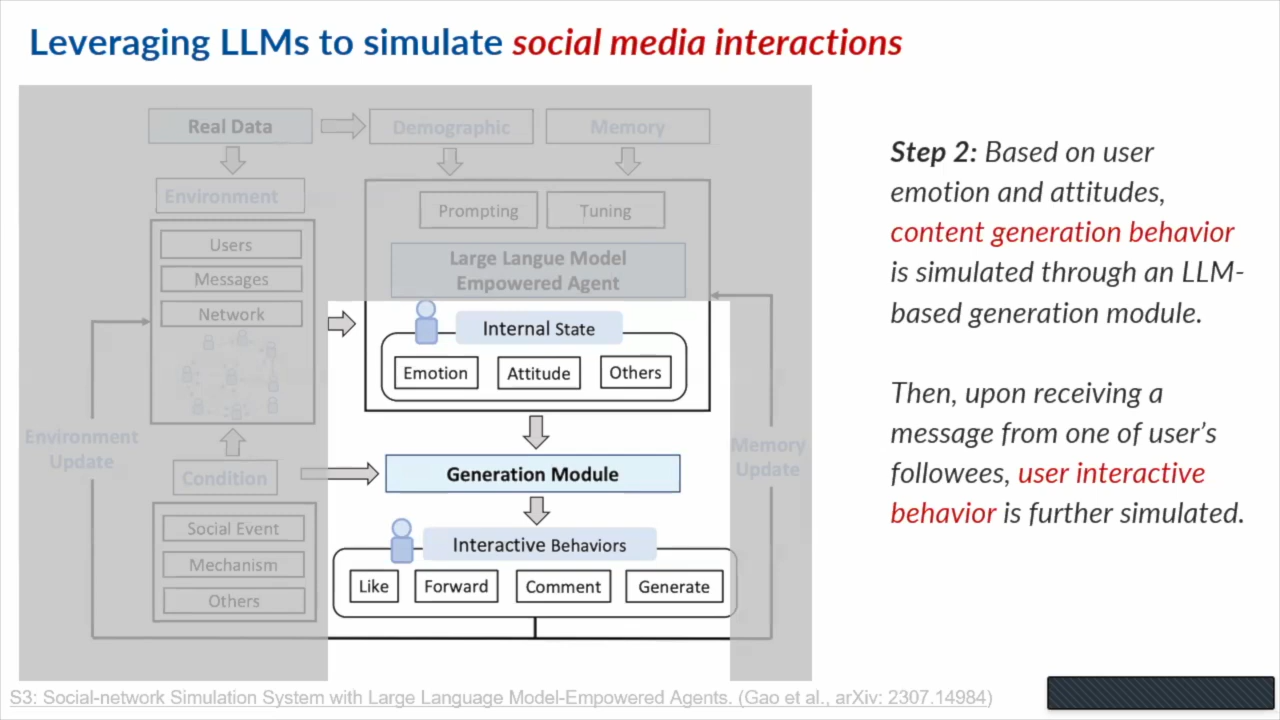 Leveraging LLMs to simulate social media interactions
Real Data
Demographic
Memory
Environment
Users
Messages
Network
Prompting
Tuning
Large Langue Model
Empowered Agent
Internal State
Emotion
Attitude
Others
Environment
Update
Memory
Update
Condition
Generation Module
Social Event
Mechanism
Others
Interactive Behaviors
Like
Forward
Comment
Generate
Step 2: Based on user
emotion and attitudes,
content generation behavior
is simulated through an LLM-
based generation module.
Then, upon receiving a
message from one of user’s
followees, user interactive
behavior is further simulated.
S3: Social-network Simulation System with Large Language Model-Empowered Agents. (Gao et al., arXiv: 2307.14984)